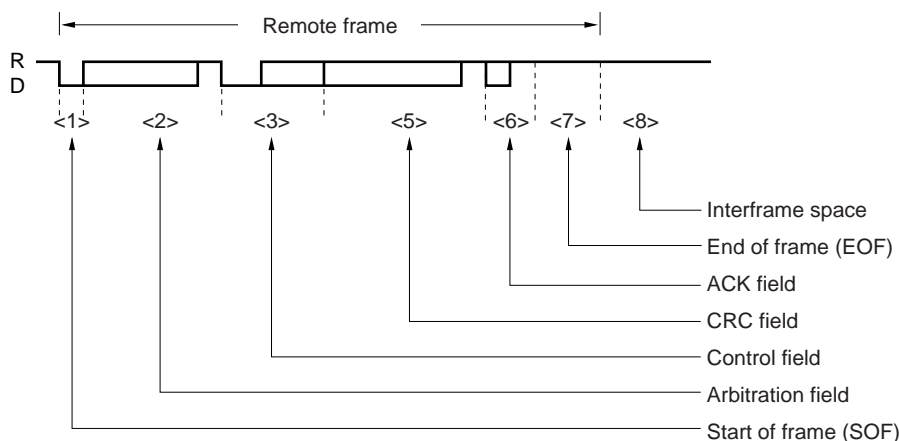 Remote frame
R
D
<1> <2> <3> <5> <6> <7> <8>
Interframe space
End of frame (EOF)
ACK field
CRC field
Control field
Arbitration field
Start of frame (SOF)